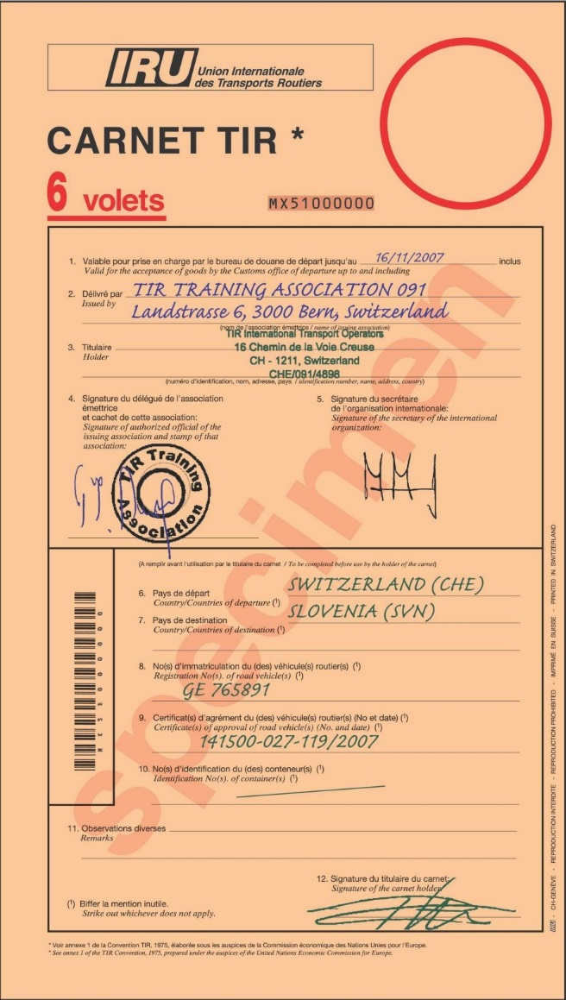 IRU Union Internationale
des Transports Routiers
CARNET TIR *
6 volets
MX51000000
1. Valable pour prise en charge par le bureau de douane de départ jusqu'au 16/11/2007 inclus
Valid for the acceptance of goods by the Customs office of departure up to and including
2. Délivré par TIR TRAINING ASSOCIATION 091
Issued by
Landstrasse 6, 3000 Bern, Switzerland
(nom de l'association émettrice / name of issuing association)
TIR International Transport Operators
3. Titulaire 16 Chemin de la Voie Creuse
Holder
CH - 1211, Switzerland
CHE/091/4898
(numéro d'identification, nom, adresse, pays / identification number, name, address, country)
4. Signature du délégué de l'association
émettrice
et cachet de cette association:
Signature of authorized official of the
issuing association and stamp of that
association:
5. Signature du secrétaire
de l'organisation internationale:
Signature of the secretary of the international
organization:
TIR Training
Association
(A remplir avant l'utilisation par le titulaire du carnet / To be completed before use by the holder of the carnet)
6. Pays de départ SWITZERLAND (CHE)
Country/Countries of departure (1)
7. Pays de destination SLOVENIA (SVN)
Country/Countries of destination (1)
8. No(s) d'immatriculation du (des) véhicule(s) routier(s) (1)
Registration No(s). of road vehicle(s) (1)
GE 765891
9. Certificat(s) d'agrément du (des) véhicule(s) routier(s) (No et date) (1)
Certificate(s) of approval of road vehicle(s) (No. and date) (1)
141500-027-119/2007
10. No(s) d'identification du (des) conteneur(s) (1)
Identification No(s). of container(s) (1)
11. Observations diverses
Remarks
12. Signature du titulaire du carnet:
Signature of the carnet holder
(1) Biffer la mention inutile.
Strike out whichever does not apply.
* Voir annexe 1 de la Convention TIR, 1975, élaborée sous les auspices de la Commission économique des Nations Unies pour l'Europe.
* See annex 1 of the TIR Convention, 1975, prepared under the auspices of the United Nations Economic Commission for Europe.
specimen
IRU - CH-GENÈVE - REPRODUCTION INTERDITE - REPRODUCTION PROHIBITED - IMPRIMÉ EN SUISSE - PRINTED IN SWITZERLAND